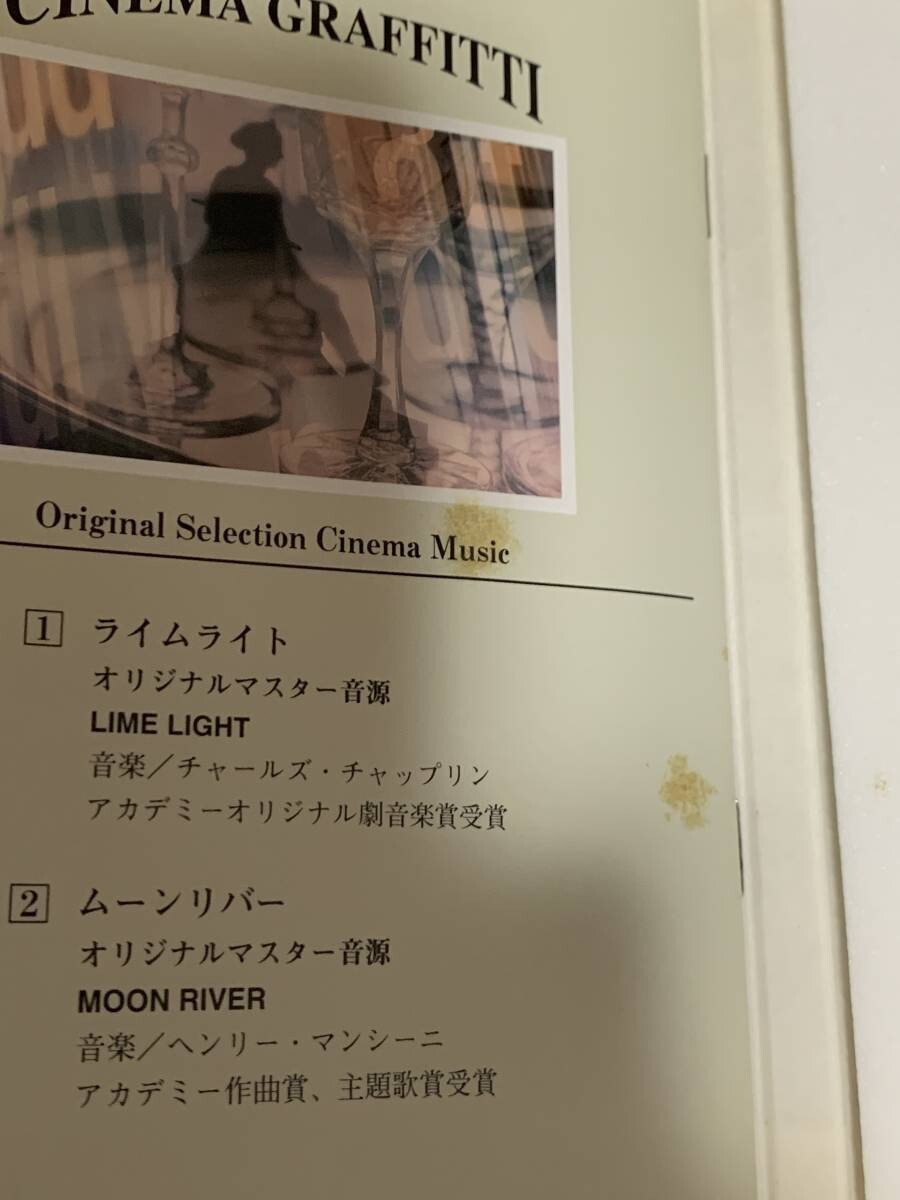 CINEMA GRAFFITTI
Original Selection Cinema Music
1 ライムライト
オリジナルマスター音源
LIME LIGHT
音楽／チャールズ・チャップリン
アカデミーオリジナル劇音楽賞受賞
2 ムーンリバー
オリジナルマスター音源
MOON RIVER
音楽／ヘンリー・マンシーニ
アカデミー作曲賞、主題歌賞受賞